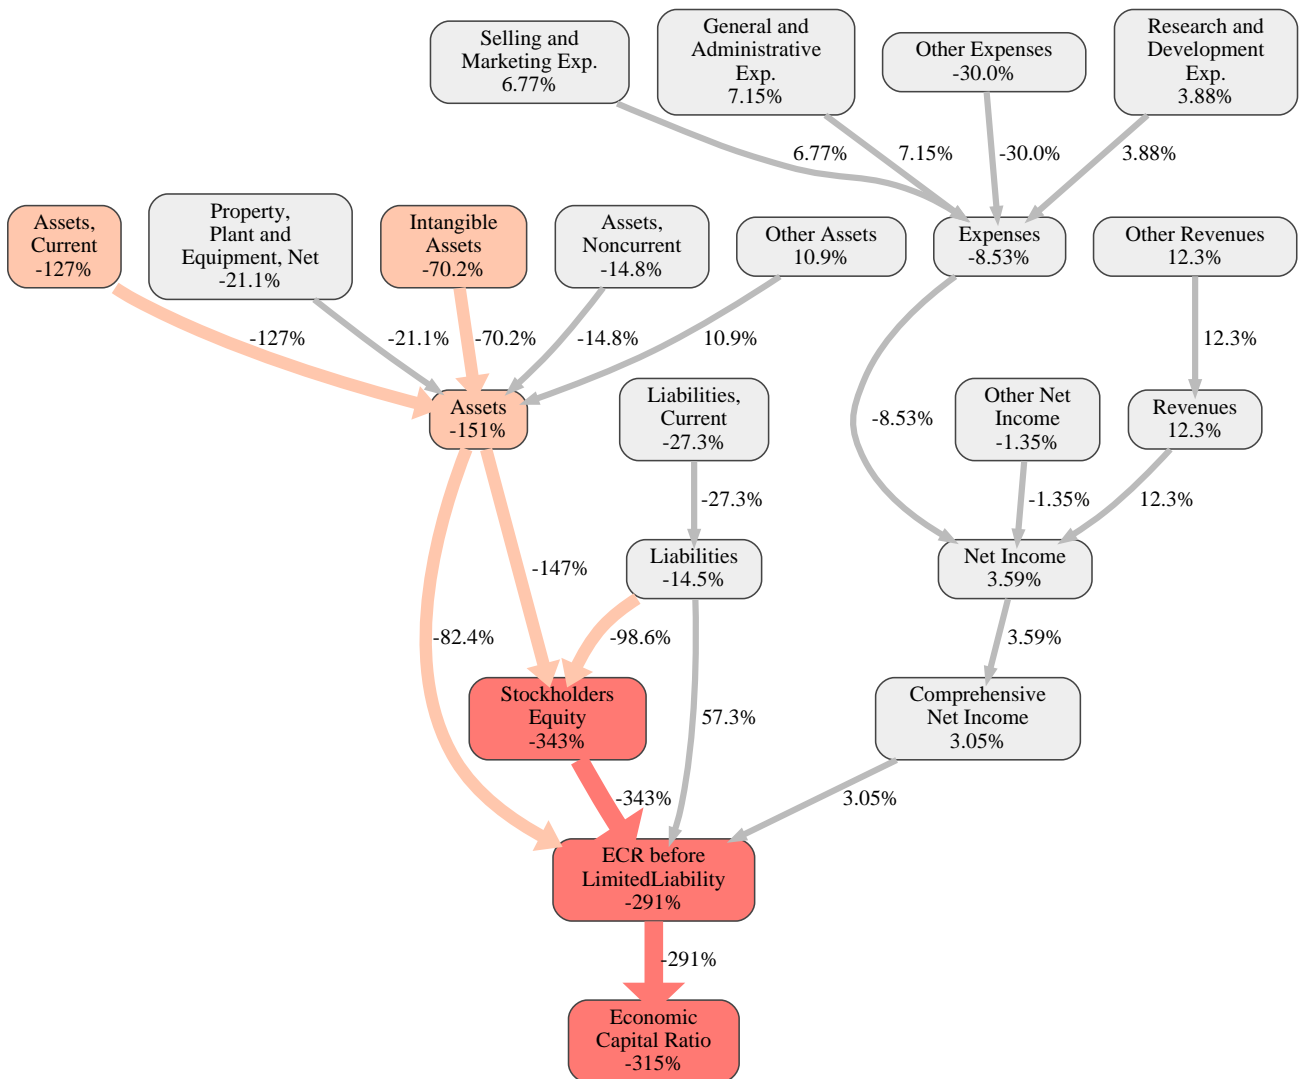 Selling and
Marketing Exp.
6.77%
General and
Administrative
Exp.
7.15%
Other Expenses
-30.0%
Research and
Development
Exp.
3.88%
6.77%
7.15%
-30.0%
3.88%
Assets,
Current
-127%
Property,
Plant and
Equipment, Net
-21.1%
Intangible
Assets
-70.2%
Assets,
Noncurrent
-14.8%
Other Assets
10.9%
Expenses
-8.53%
Other Revenues
12.3%
-127%
-21.1%
-70.2%
-14.8%
10.9%
12.3%
Assets
-151%
Liabilities,
Current
-27.3%
-8.53%
Other Net
Income
-1.35%
Revenues
12.3%
-27.3%
-1.35%
12.3%
-147%
Liabilities
-14.5%
Net Income
3.59%
-82.4%
-98.6%
3.59%
Stockholders
Equity
-343%
57.3%
Comprehensive
Net Income
3.05%
-343%
3.05%
ECR before
LimitedLiability
-291%
-291%
Economic
Capital Ratio
-315%